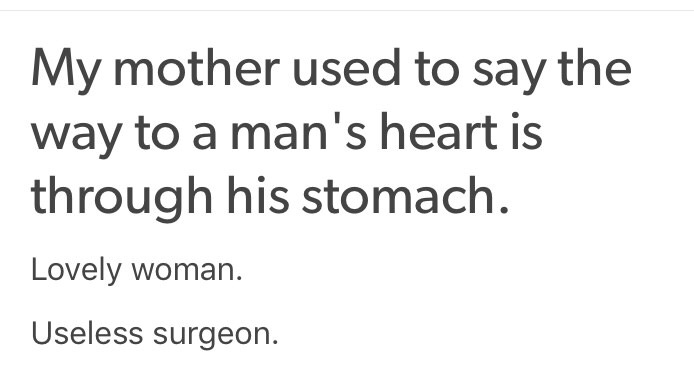 My mother used to say the
way to a man's heart is
through his stomach.
Lovely woman.
Useless surgeon.